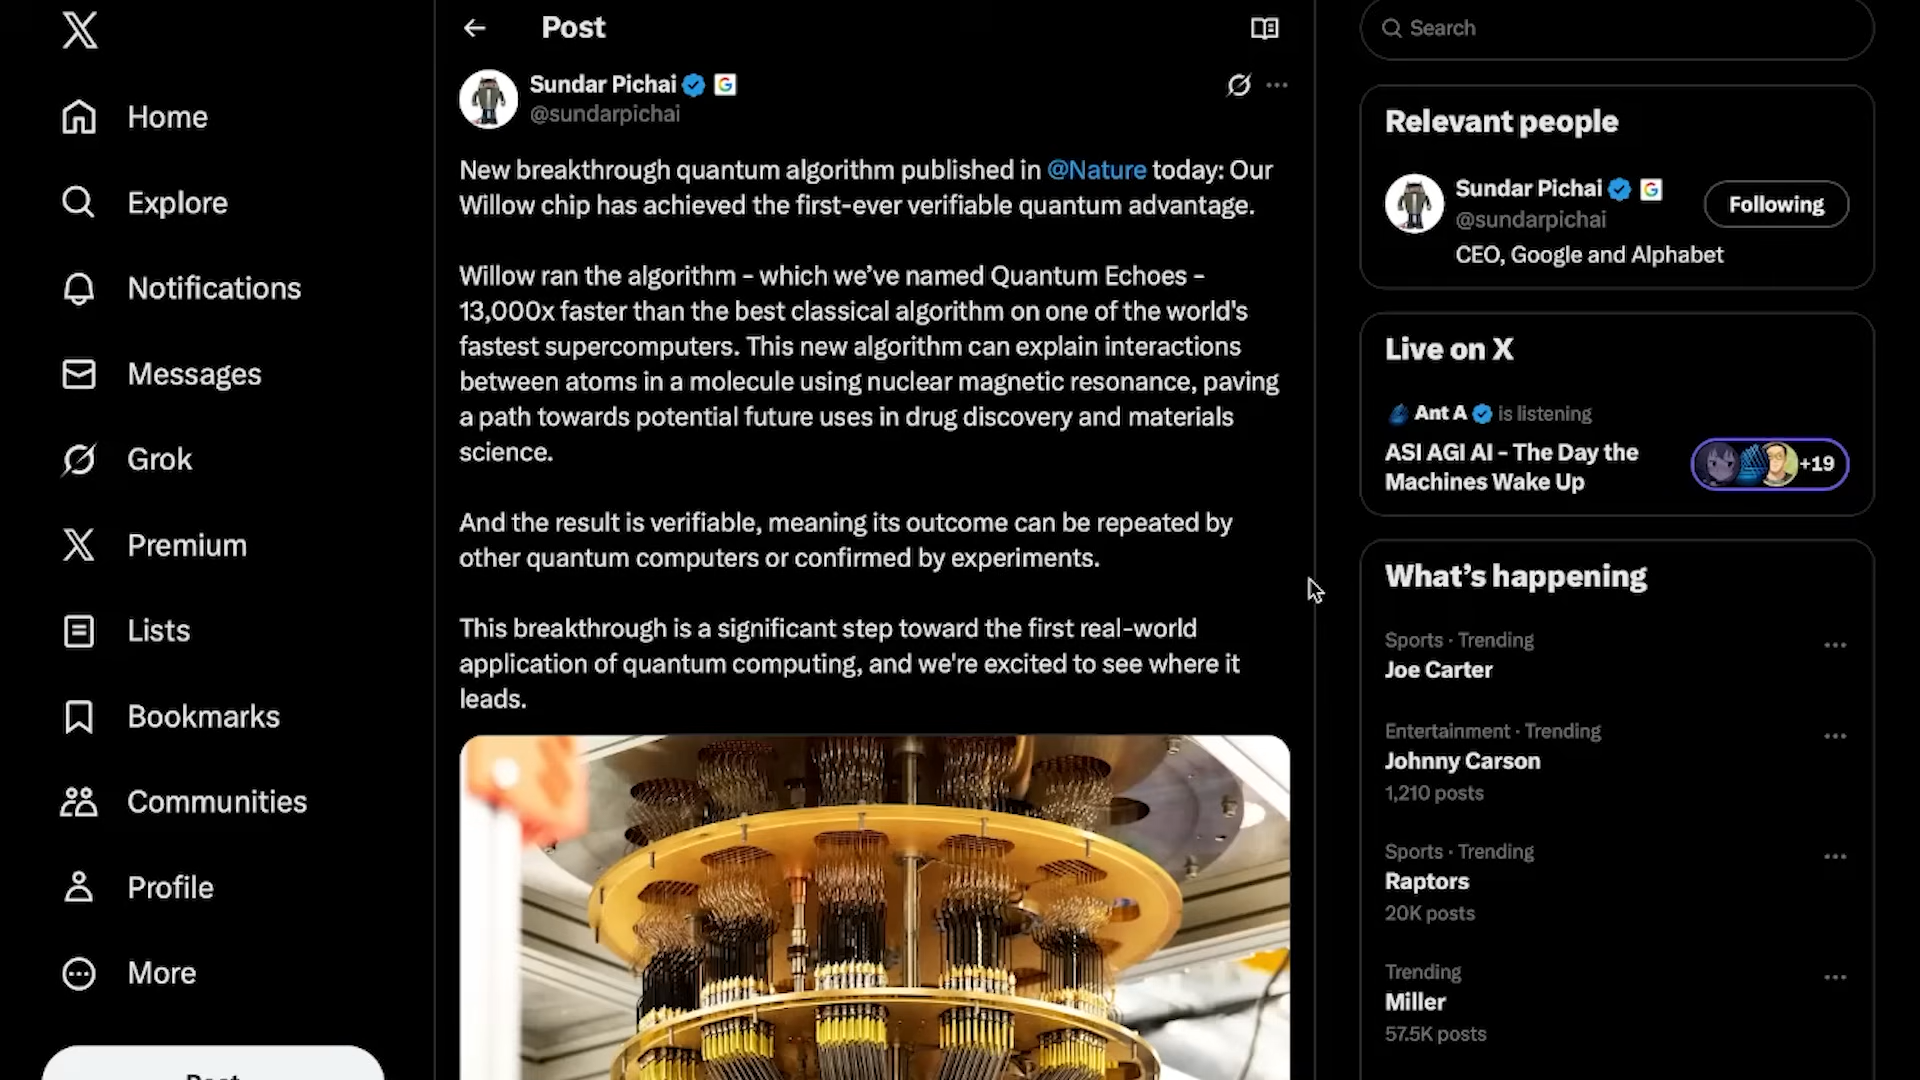 Home
Explore
Notifications
Messages
Grok
Premium
Lists
Bookmarks
Communities
Profile
More
Post
Post
Sundar Pichai
@sundarpichai
New breakthrough quantum algorithm published in @Nature today: Our
Willow chip has achieved the first-ever verifiable quantum advantage.
Willow ran the algorithm - which we’ve named Quantum Echoes -
13,000x faster than the best classical algorithm on one of the world's
fastest supercomputers. This new algorithm can explain interactions
between atoms in a molecule using nuclear magnetic resonance, paving
a path towards potential future uses in drug discovery and materials
science.
And the result is verifiable, meaning its outcome can be repeated by
other quantum computers or confirmed by experiments.
This breakthrough is a significant step toward the first real-world
application of quantum computing, and we're excited to see where it
leads.
Search
Relevant people
Sundar Pichai
@sundarpichai
Following
CEO, Google and Alphabet
Live on X
Ant A is listening
ASI AGI AI - The Day the
Machines Wake Up
+19
What’s happening
Sports · Trending
Joe Carter
Entertainment · Trending
Johnny Carson
1,210 posts
Sports · Trending
Raptors
20K posts
Trending
Miller
57.5K posts